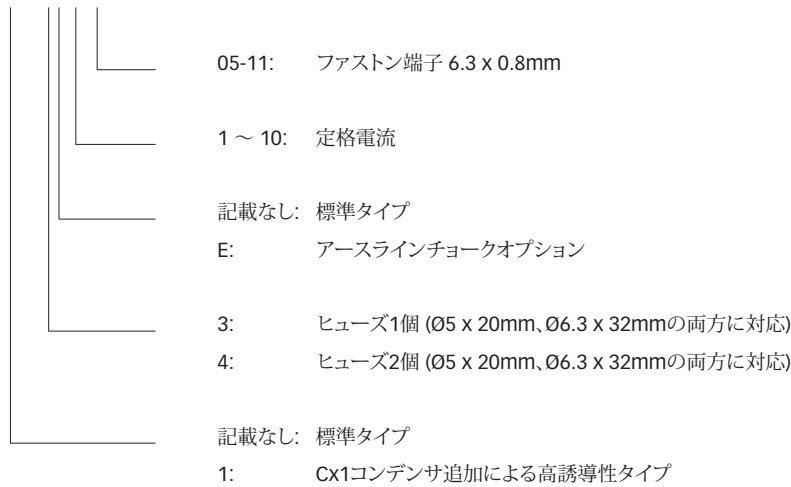 05-11: ファストン端子 6.3 x 0.8mm
1 ～ 10: 定格電流
記載なし: 標準タイプ
E: アースラインチョークオプション
3: ヒューズ1個 (Ø5 x 20mm、Ø6.3 x 32mmの両方に対応)
4: ヒューズ2個 (Ø5 x 20mm、Ø6.3 x 32mmの両方に対応)
記載なし: 標準タイプ
1: Cx1コンデンサ追加による高誘導性タイプ